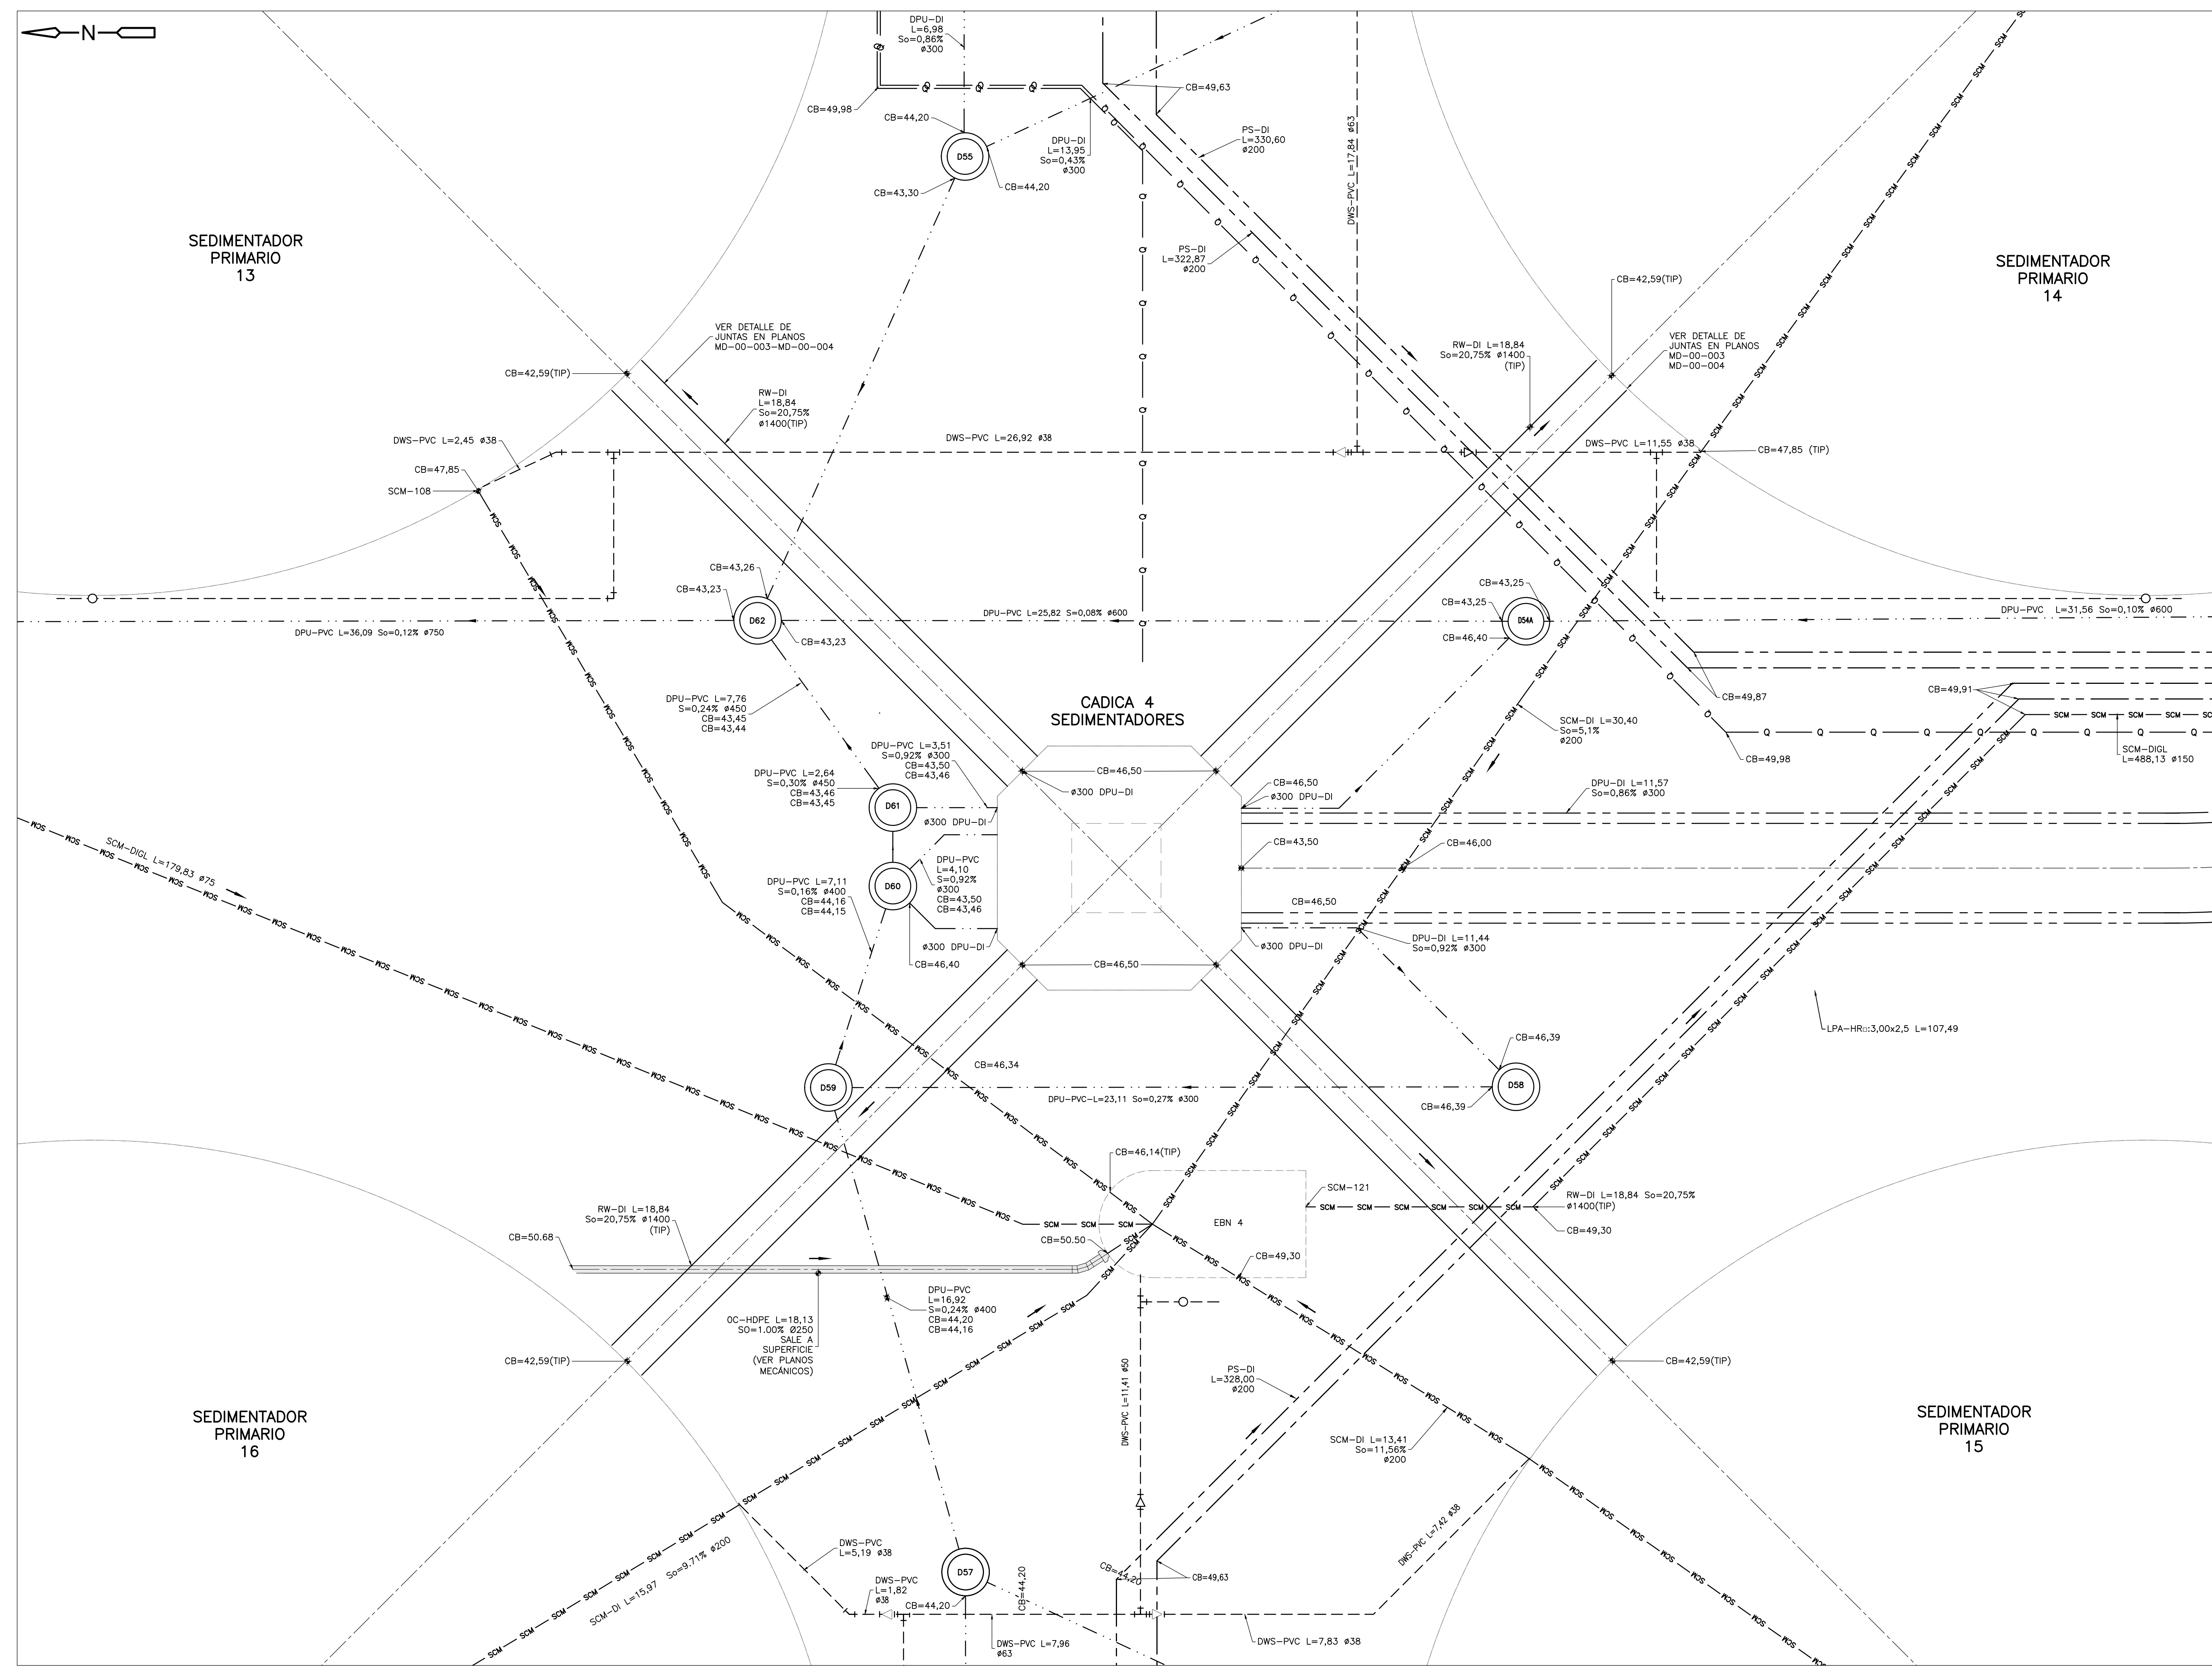 N
DPU-DI
L=6,98
So=0,86%
ø300
CB=49,98
CB=44,20
D55
CB=43,30
CB=44,20
DPU-DI
L=13,95
So=0,43%
ø300
CB=49,63
PS-DI
L=330,60
ø200
PS-DI
L=322,87
ø200
DWS-PVC L=17,84 ø63
SEDIMENTADOR
PRIMARIO
13
SEDIMENTADOR
PRIMARIO
14
VER DETALLE DE
JUNTAS EN PLANOS
MD-00-003-MD-00-004
CB=42,59(TIP)
RW-DI
L=18,84
So=20,75%
ø1400(TIP)
CB=42,59(TIP)
RW-DI L=18,84
So=20,75% ø1400
(TIP)
VER DETALLE DE
JUNTAS EN PLANOS
MD-00-003
MD-00-004
DWS-PVC L=2,45 ø38
CB=47,85
SCM-108
DWS-PVC L=26,92 ø38
DWS-PVC L=11,55 ø38
CB=47,85 (TIP)
CB=43,26
CB=43,23
D62
CB=43,23
DPU-PVC L=36,09 So=0,12% ø750
DPU-PVC L=25,82 S=0,08% ø600
CB=43,25
CB=43,25
D54A
CB=46,40
DPU-PVC L=31,56 So=0,10% ø600
DPU-PVC L=7,76
S=0,24% ø450
CB=43,45
CB=43,44
CADICA 4
SEDIMENTADORES
CB=49,87
CB=49,91
SCM-DI L=30,40
So=5,1%
ø200
CB=49,98
SCM-DIGL
L=488,13 ø150
DPU-PVC L=3,51
S=0,92% ø300
CB=43,50
CB=43,46
DPU-PVC L=2,64
S=0,30% ø450
CB=43,46
CB=43,45
D61
CB=46,50
ø300 DPU-DI
ø300 DPU-DI
CB=46,50
ø300 DPU-DI
DPU-DI L=11,57
So=0,86% ø300
SCM-DIGL L=179,83 ø75
DPU-PVC
L=4,10
S=0,92%
ø300
CB=43,50
CB=43,46
D60
DPU-PVC L=7,11
S=0,16% ø400
CB=44,16
CB=44,15
CB=43,50
CB=46,00
CB=46,50
ø300 DPU-DI
CB=46,40
CB=46,50
ø300 DPU-DI
DPU-DI L=11,44
So=0,92% ø300
LPA-HR□:3,00x2,5 L=107,49
CB=46,39
D58
CB=46,39
CB=46,34
D59
DPU-PVC-L=23,11 So=0,27% ø300
CB=46,14(TIP)
SCM-121
EBN 4
CB=50.50
CB=49,30
RW-DI L=18,84 So=20,75%
ø1400(TIP)
CB=49,30
RW-DI L=18,84
So=20,75% ø1400
(TIP)
CB=50.68
OC-HDPE L=18,13
SO=1.00% Ø250
SALE A
SUPERFICIE
(VER PLANOS
MECÁNICOS)
DPU-PVC
L=16,92
S=0,24% ø400
CB=44,20
CB=44,16
CB=42,59(TIP)
CB=42,59(TIP)
DWS-PVC L=11,41 ø50
PS-DI
L=328,00
ø200
SCM-DI L=13,41
So=11,56%
ø200
SEDIMENTADOR
PRIMARIO
16
SEDIMENTADOR
PRIMARIO
15
SCM-DI L=15,97 So=9.71% ø200
DWS-PVC
L=5,19 ø38
DWS-PVC
L=1,82
ø38
D57
CB=44,20
CB=44,20
CB=44,20
CB=49,63
DWS-PVC L=7,42 ø38
DWS-PVC L=7,96
ø63
DWS-PVC L=7,83 ø38